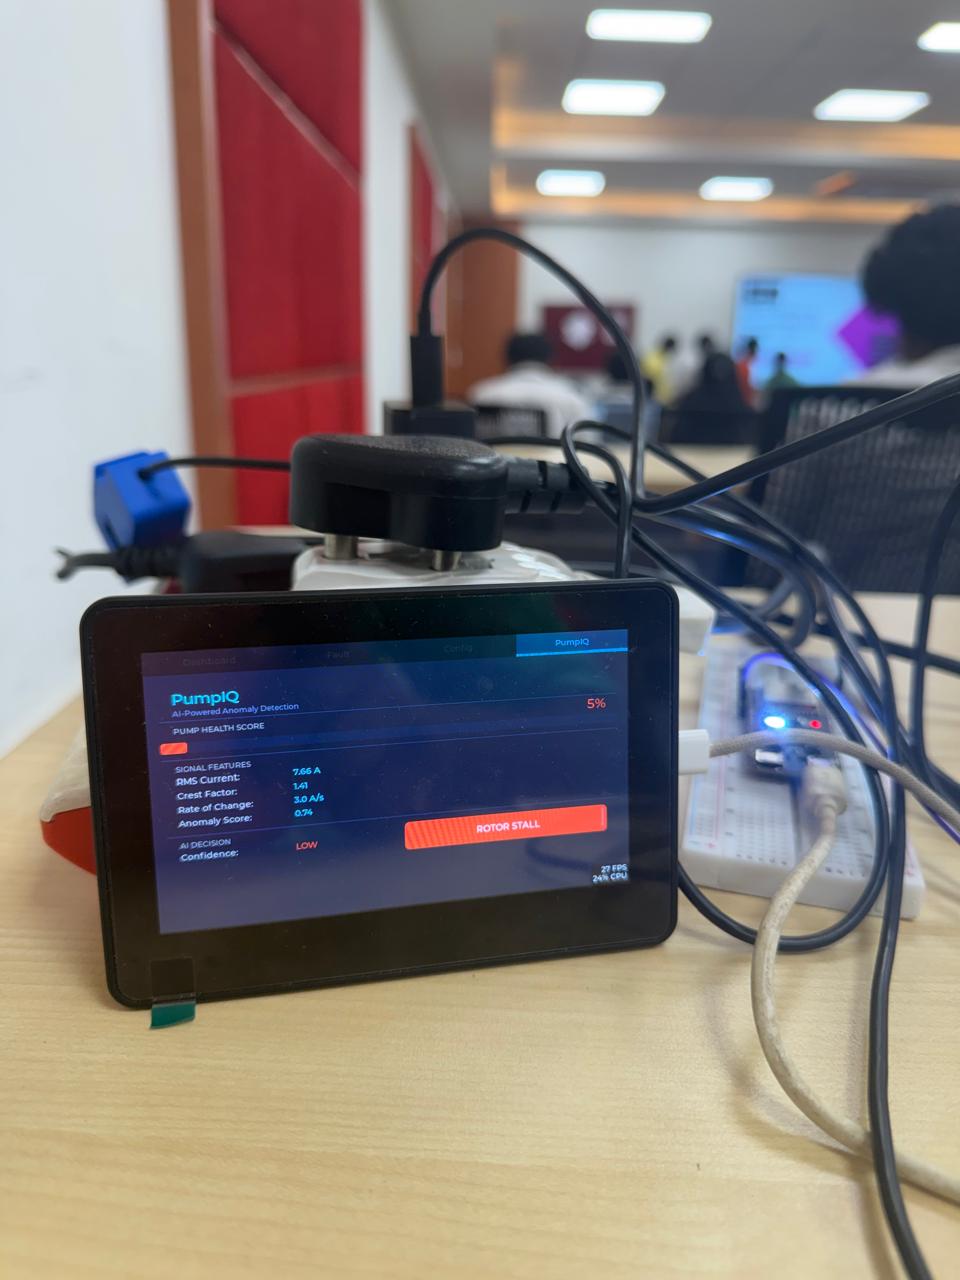 Dashboard Fault Config PumpIQ
PumpIQ
AI-Powered Anomaly Detection
5%
PUMP HEALTH SCORE
SIGNAL FEATURES
RMS Current: 7.66 A
Crest Factor: 1.41
Rate of Change: 3.0 A/s
Anomaly Score: 0.74
ROTOR STALL
AI DECISION
Confidence: LOW
27 FPS
24% CPU